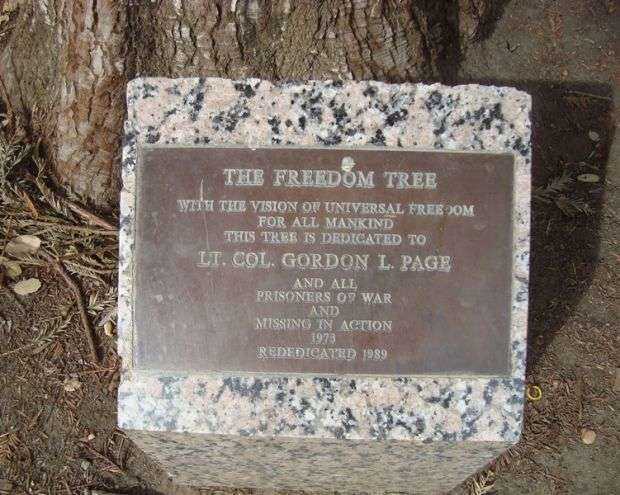 THE FREEDOM TREE
WITH THE VISION OF UNIVERSAL FREEDOM
FOR ALL MANKIND
THIS TREE IS DEDICATED TO
LT. COL. GORDON L. PAGE
AND ALL
PRISONERS OF WAR
AND
MISSING IN ACTION
1973
REDEDICATED 1989